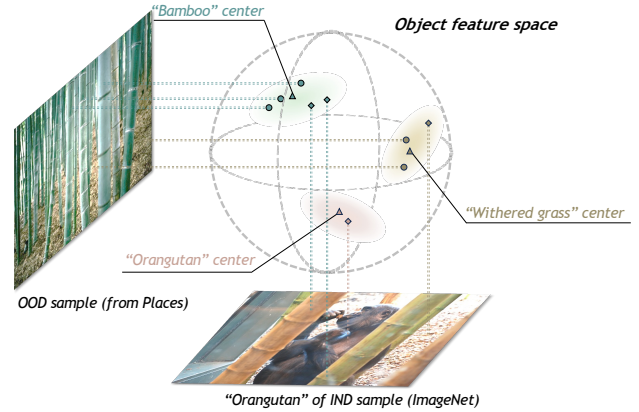 “Bamboo” center
Object feature space
“Withered grass” center
“Orangutan” center
OOD sample (from Places)
“Orangutan” of IND sample (ImageNet)